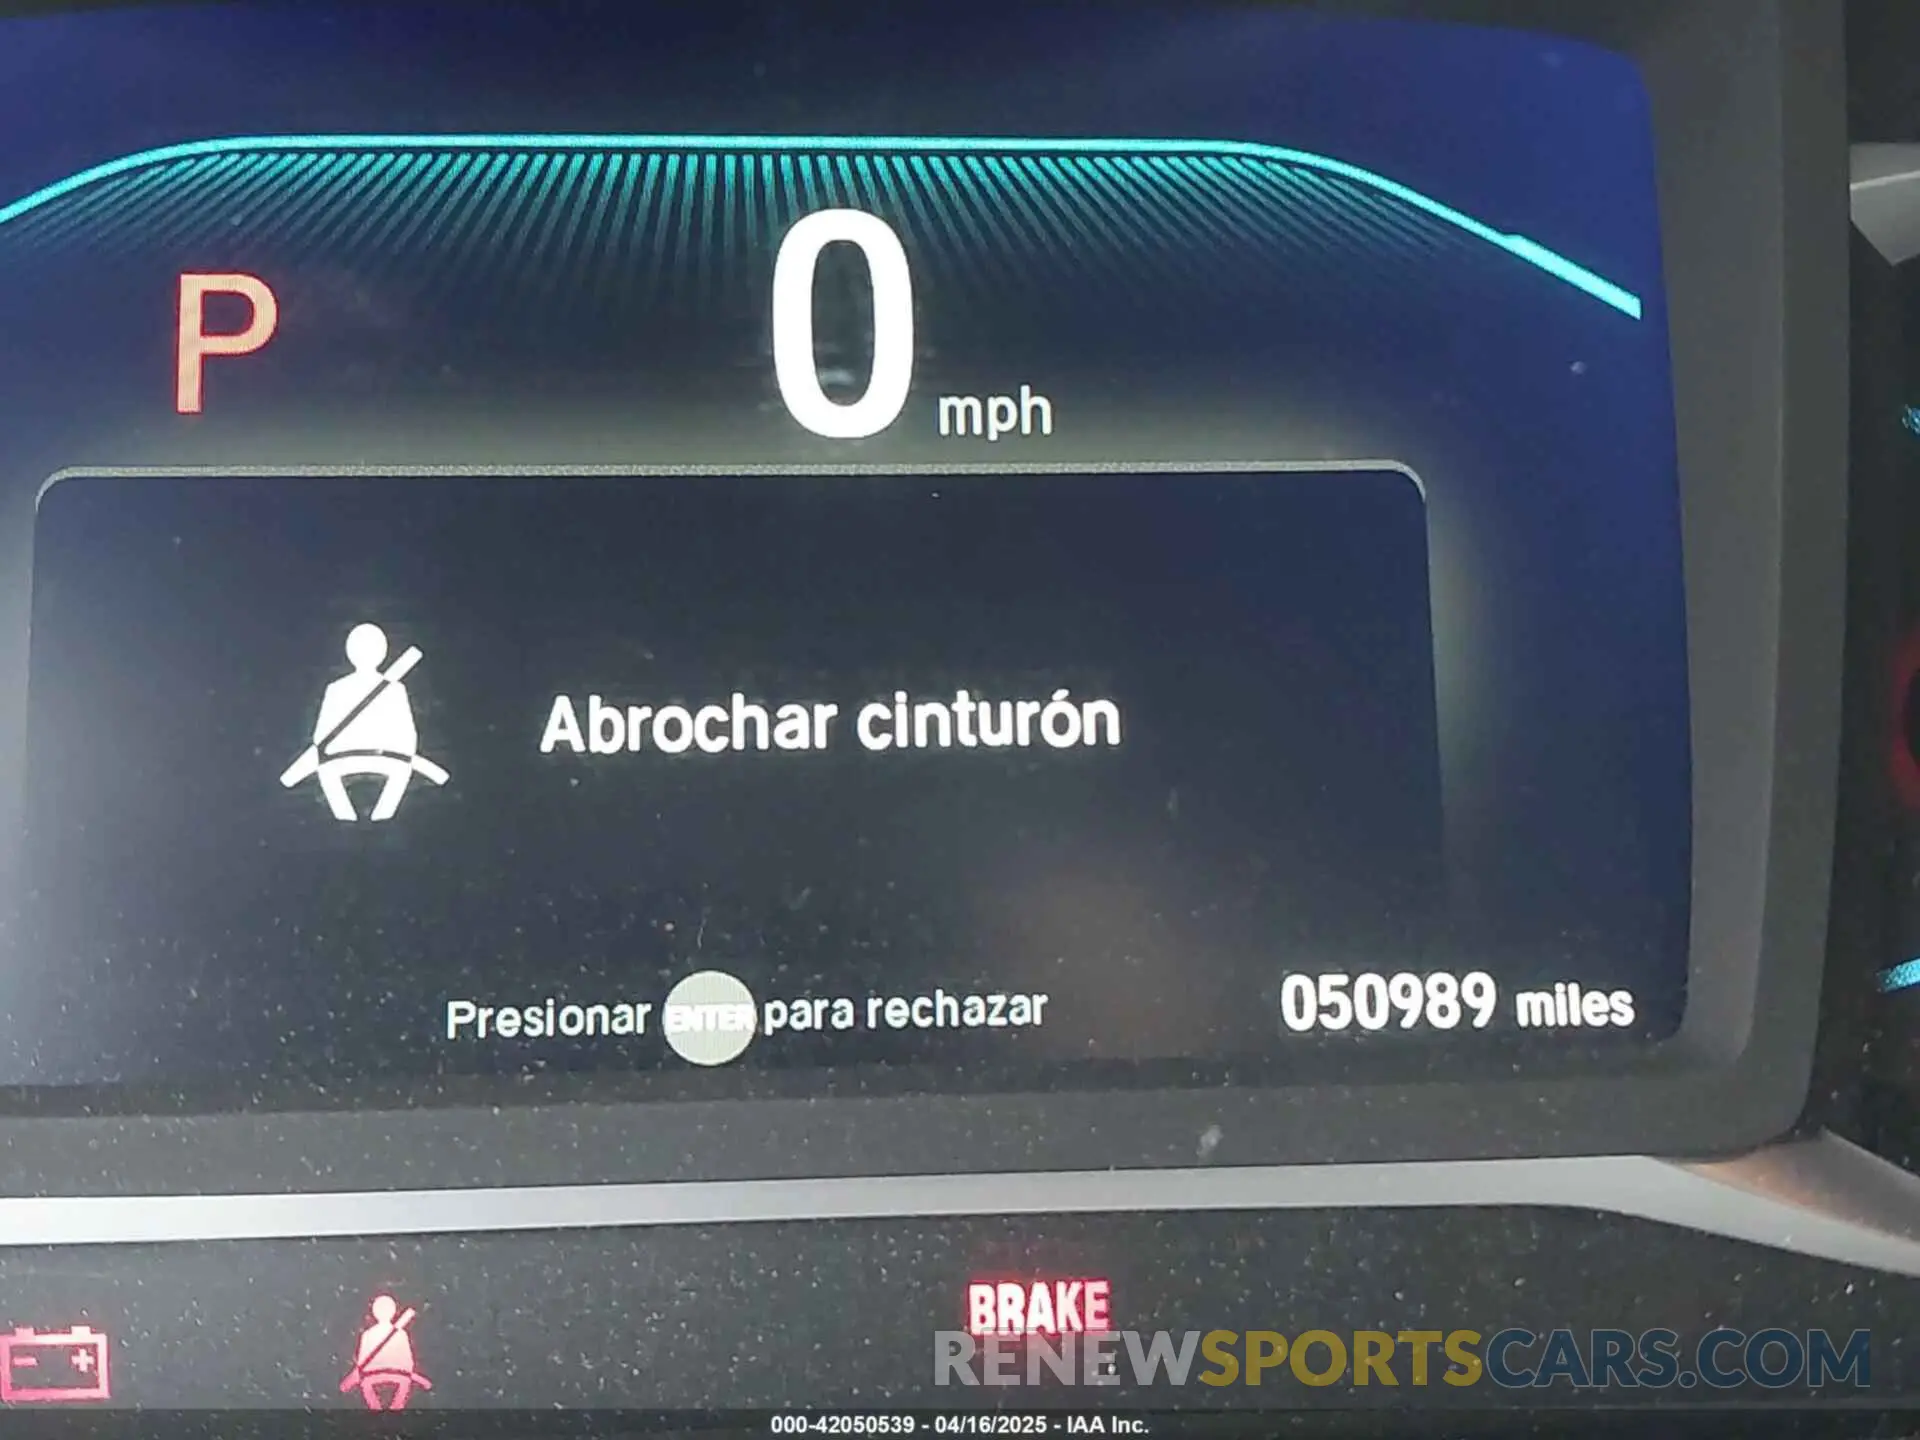 P
0 mph
Abrochar cinturón
Presionar ENTER para rechazar
050989 miles
BRAKE
RENEWSPORTSCARS.COM
000-42050539 - 04/16/2025 - IAA Inc.